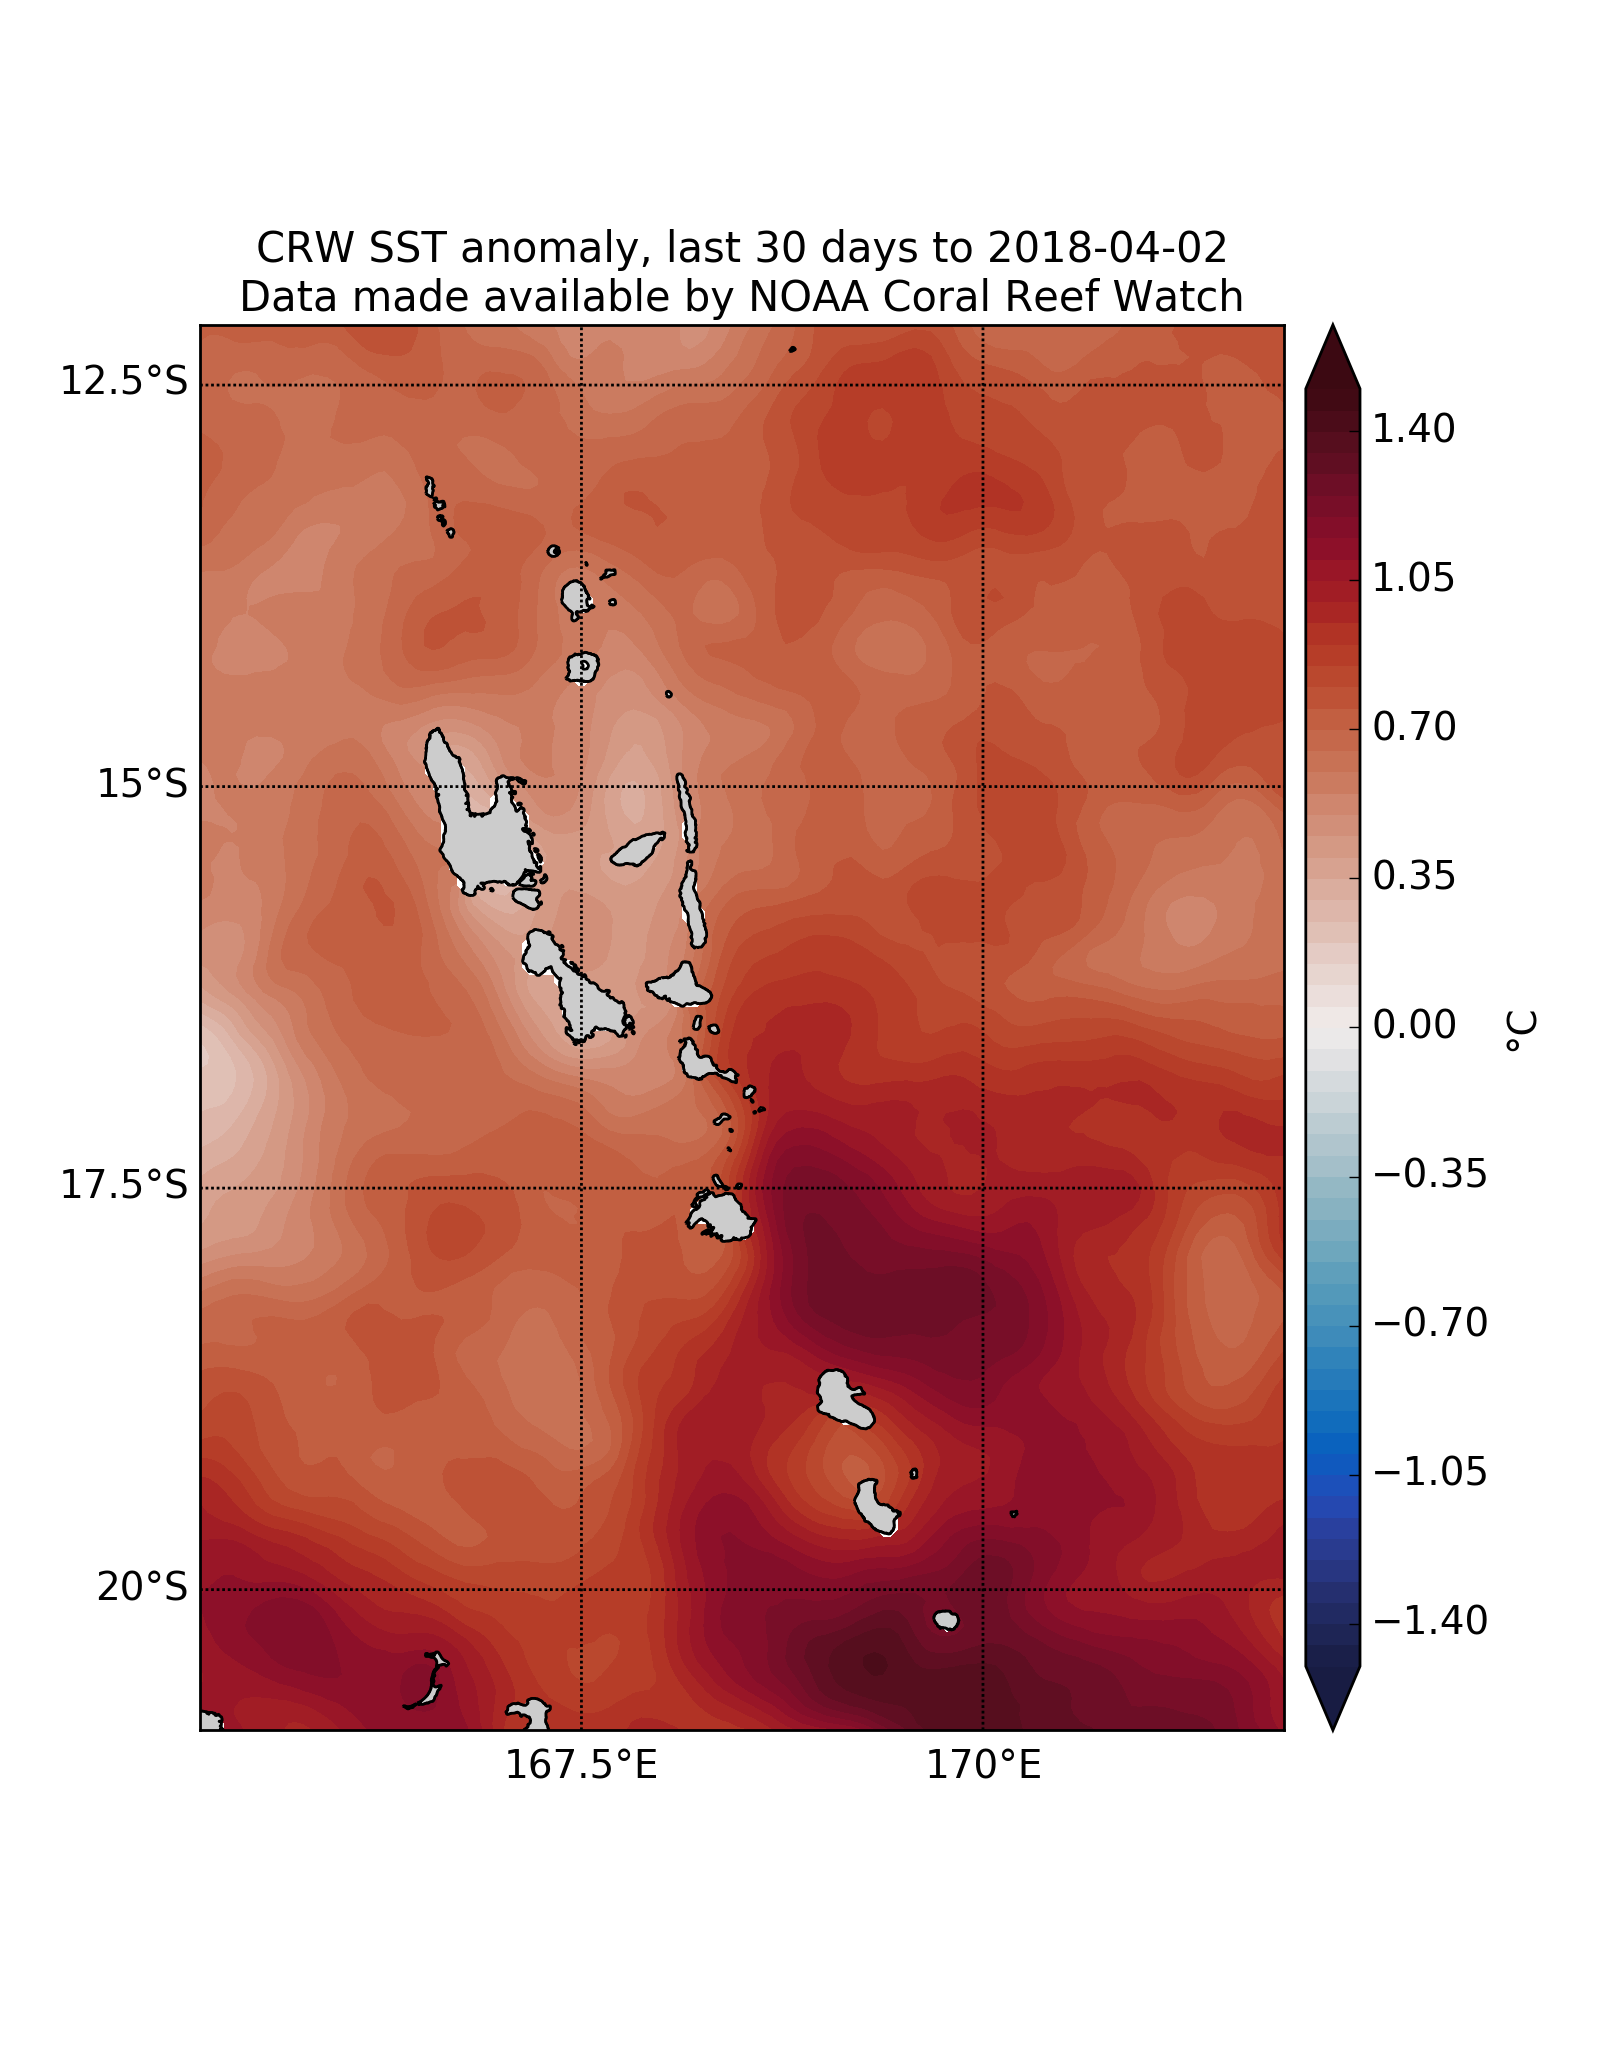 CRW SST anomaly, last 30 days to 2018-04-02
Data made available by NOAA Coral Reef Watch
12.5°S
15°S
17.5°S
20°S
167.5°E
170°E
1.40
1.05
0.70
0.35
0.00
−0.35
−0.70
−1.05
−1.40
°C